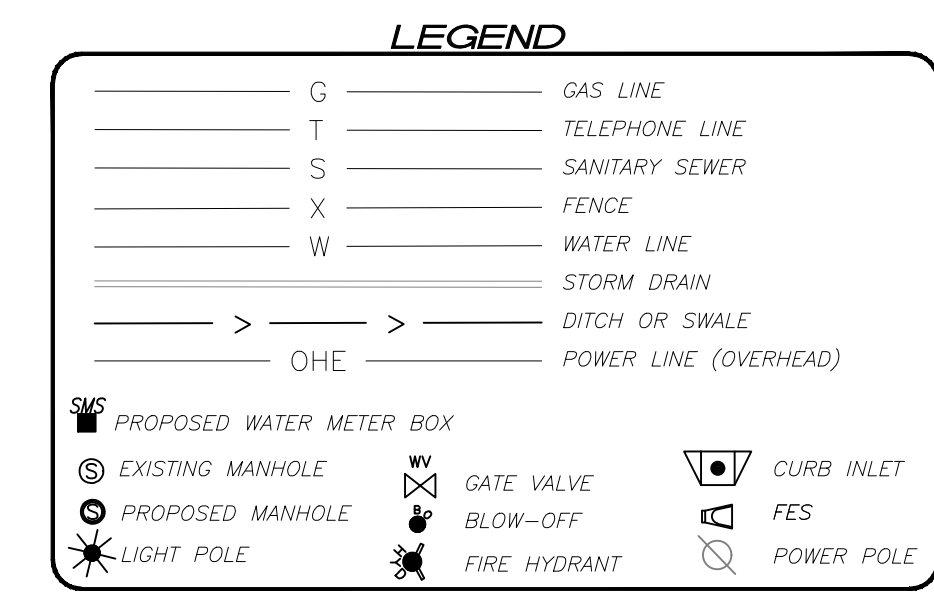 LEGEND
G GAS LINE
T TELEPHONE LINE
S SANITARY SEWER
X FENCE
W WATER LINE
STORM DRAIN
> > DITCH OR SWALE
OHE POWER LINE (OVERHEAD)
SMS
PROPOSED WATER METER BOX
S EXISTING MANHOLE
S PROPOSED MANHOLE
LIGHT POLE
WV
GATE VALVE
BO
BLOW-OFF
HYD
FIRE HYDRANT
CURB INLET
FES
POWER POLE